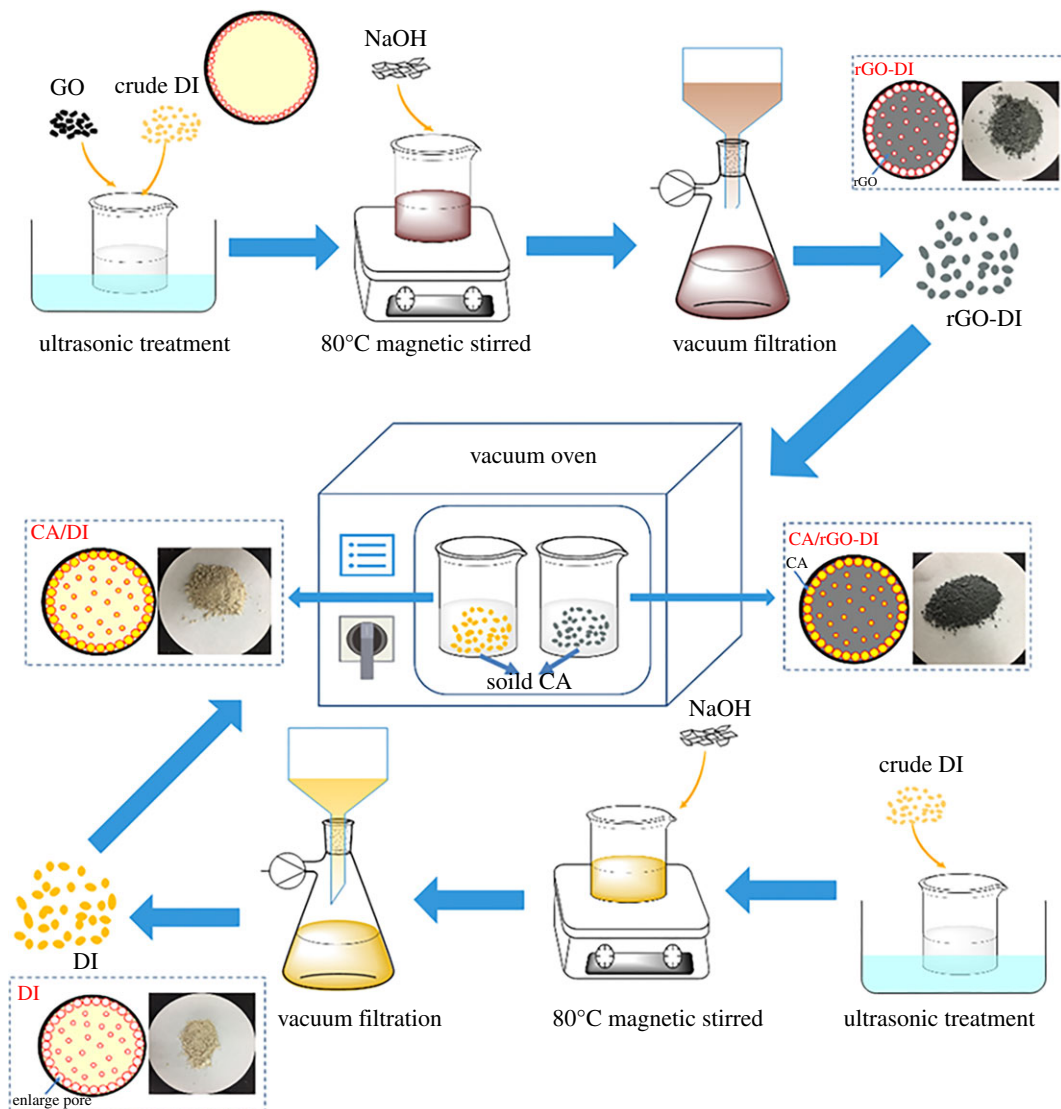 GO
crude DI
NaOH
rGO-DI
rGO
ultrasonic treatment
80°C magnetic stirred
vacuum filtration
rGO-DI
vacuum oven
CA/DI
CA/rGO-DI
CA
soild CA
NaOH
crude DI
DI
DI
enlarge pore
vacuum filtration
80°C magnetic stirred
ultrasonic treatment